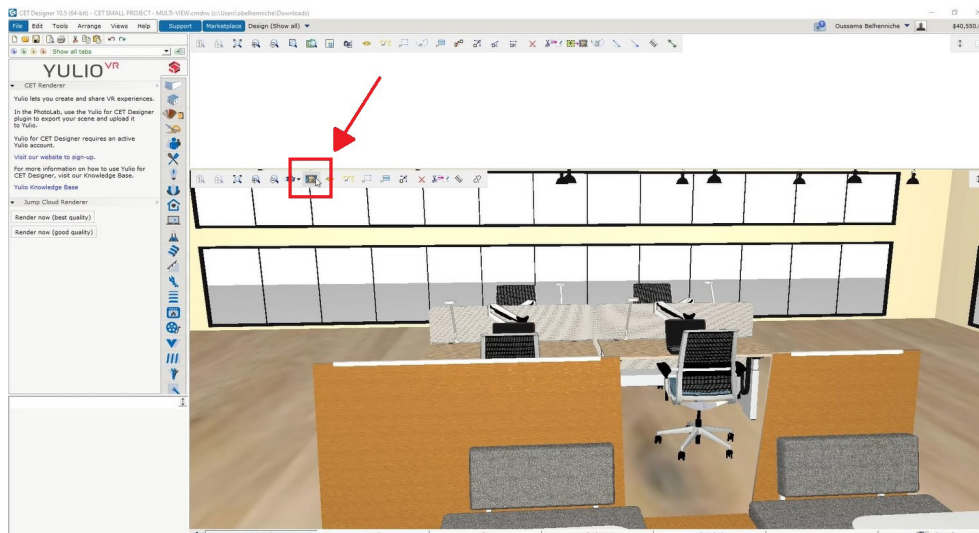 CET Designer 10.5 (64-bit) - CET SMALL PROJECT - MULTI-VIEW.cmdrw (c:\Users\obelhenniche\Downloads)
File Edit Tools Arrange Views Help Support Marketplace Design (Show all) Oussama Belhenniche $40,550.
Show all tabs
YULIO VR
CET Renderer
Yulio lets you create and share VR experiences.
In the PhotoLab, use the Yulio for CET Designer
plugin to export your scene and upload it
to Yulio.
Yulio for CET Designer requires an active
Yulio account.
Visit our website to sign-up.
For more information on how to use Yulio for
CET Designer, visit our Knowledge Base.
Yulio Knowledge Base
Jump Cloud Renderer
Render now (best quality)
Render now (good quality)